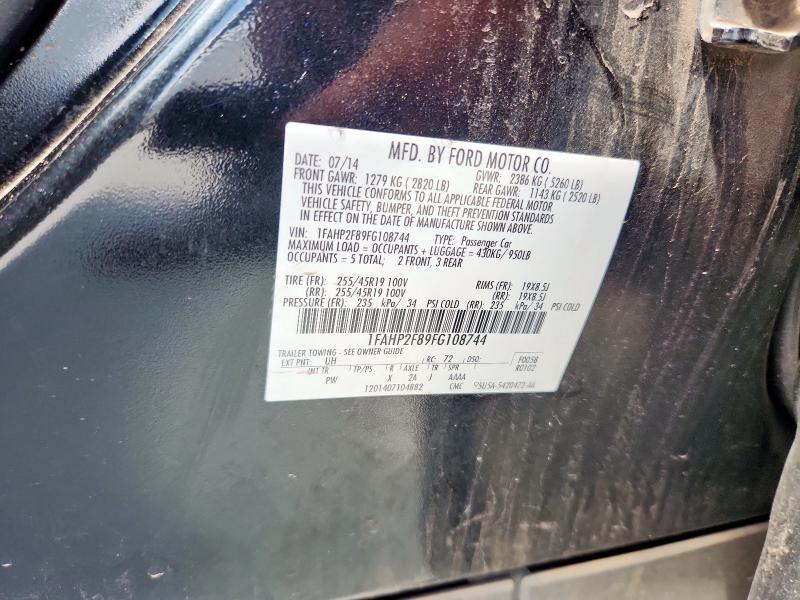 MFD. BY FORD MOTOR CO.
DATE: 07/14 GVWR: 2386 KG ( 5260 LB)
FRONT GAWR: 1279 KG ( 2820 LB) REAR GAWR: 1143 KG ( 2520 LB)
THIS VEHICLE CONFORMS TO ALL APPLICABLE FEDERAL MOTOR
VEHICLE SAFETY, BUMPER, AND THEFT PREVENTION STANDARDS
IN EFFECT ON THE DATE OF MANUFACTURE SHOWN ABOVE.
VIN: 1FAHP2F89FG108744 TYPE: Passenger Car
MAXIMUM LOAD = OCCUPANTS + LUGGAGE = 430KG/ 950LB
OCCUPANTS = 5 TOTAL; 2 FRONT, 3 REAR
TIRE (FR): 255/45R19 100V RIMS (FR): 19X8.5J
(RR): 255/45R19 100V (RR): 19X8.5J
PRESSURE (FR): 235 kPa/ 34 PSI COLD (RR): 235 kPa/ 34 PSI COLD
1FAHP2F89FG108744
TRAILER TOWING - SEE OWNER GUIDE
EXT PNT: UH RC: 72 DSO: F0058
R0102
INT TR TP/PS R AXLE TR SPR
PW X 2A J AAAA
1201407104882 CMC